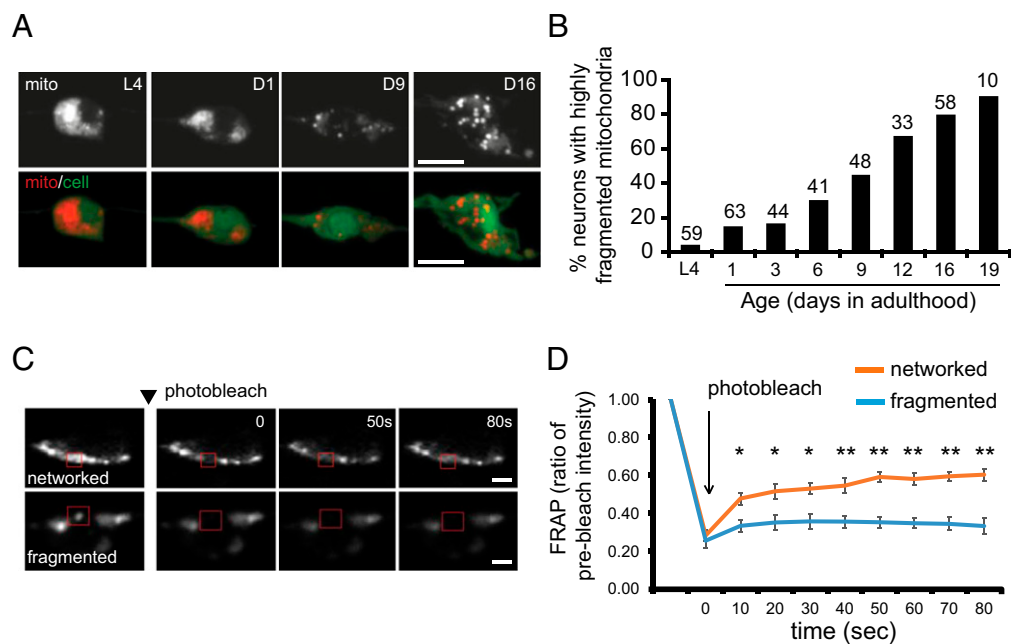 A
mito L4 D1 D9 D16
mito/cell
B
% neurons with highly
fragmented mitochondria
100
80
60
40
20
0
59 63 44 41 48 33 58 10
L4 1 3 6 9 12 16 19
Age (days in adulthood)
C
photobleach
0 50s 80s
networked
fragmented
D
networked
fragmented
photobleach
FRAP (ratio of
pre-bleach intensity)
1.00
0.80
0.60
0.40
0.20
0.00
* * * ** ** ** ** **
0 10 20 30 40 50 60 70 80
time (sec)